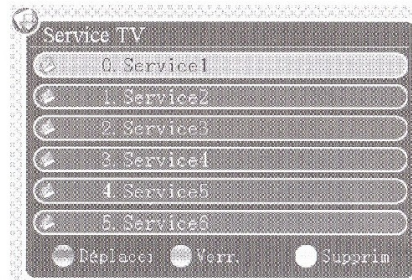 Service TV
0. Service1
1. Service2
2. Service3
3. Service4
4. Service5
5. Service6
Déplacer Verr. Supprim